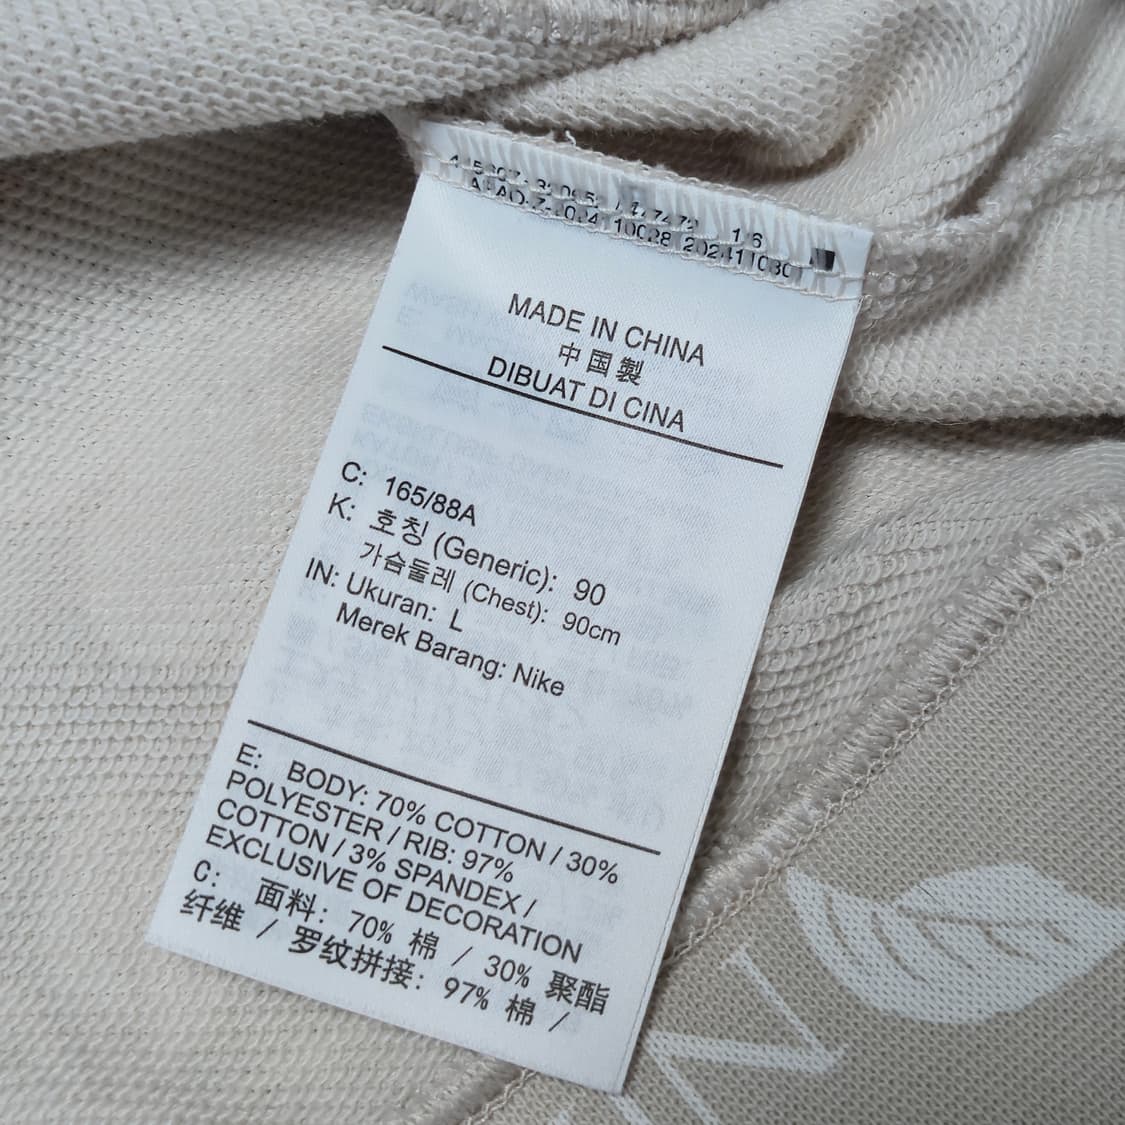 MADE IN CHINA
中国製
DIBUAT DI CINA
C: 165/88A
K: 호칭 (Generic): 90
가슴둘레 (Chest): 90cm
IN: Ukuran: L
Merek Barang: Nike
E: BODY: 70% COTTON / 30%
POLYESTER / RIB: 97%
COTTON / 3% SPANDEX /
EXCLUSIVE OF DECORATION
C: 面料: 70% 棉 / 30% 聚酯
纤维 / 罗纹拼接: 97% 棉 /